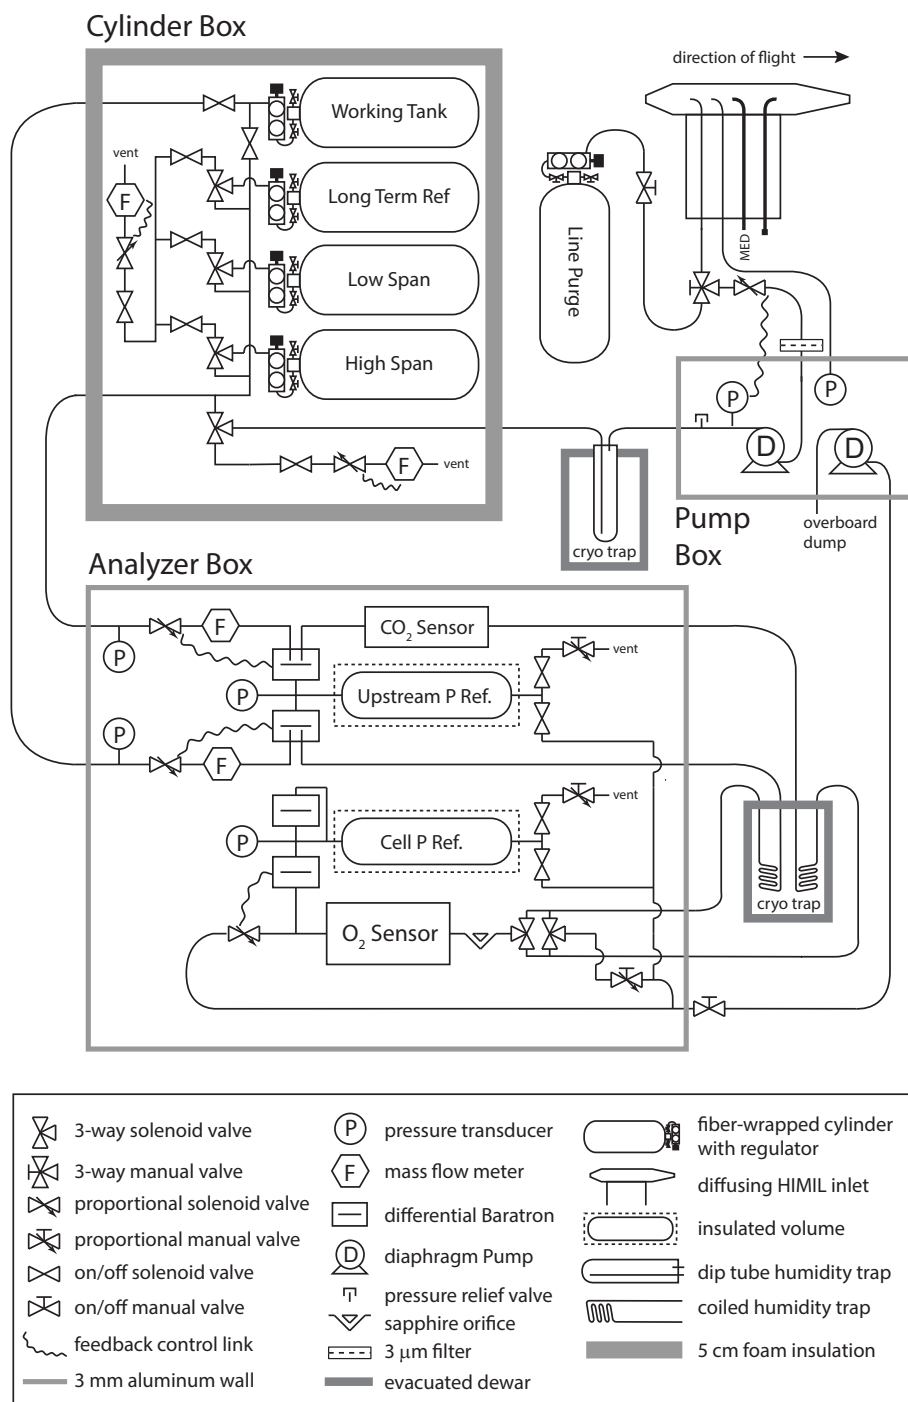 Cylinder Box
direction of flight
Working Tank
vent
F
Long Term Ref
Line Purge
MED
Low Span
High Span
P
P
D
D
F
vent
cryo trap
Pump
Box
overboard
dump
Analyzer Box
F
CO2 Sensor
P
vent
P
Upstream P Ref.
P
F
vent
P
Cell P Ref.
cryo trap
O2 Sensor
3-way solenoid valve
3-way manual valve
proportional solenoid valve
proportional manual valve
on/off solenoid valve
on/off manual valve
feedback control link
3 mm aluminum wall
P pressure transducer
F mass flow meter
differential Baratron
D diaphragm Pump
pressure relief valve
sapphire orifice
3 μm filter
evacuated dewar
fiber-wrapped cylinder
with regulator
diffusing HIMIL inlet
insulated volume
dip tube humidity trap
coiled humidity trap
5 cm foam insulation